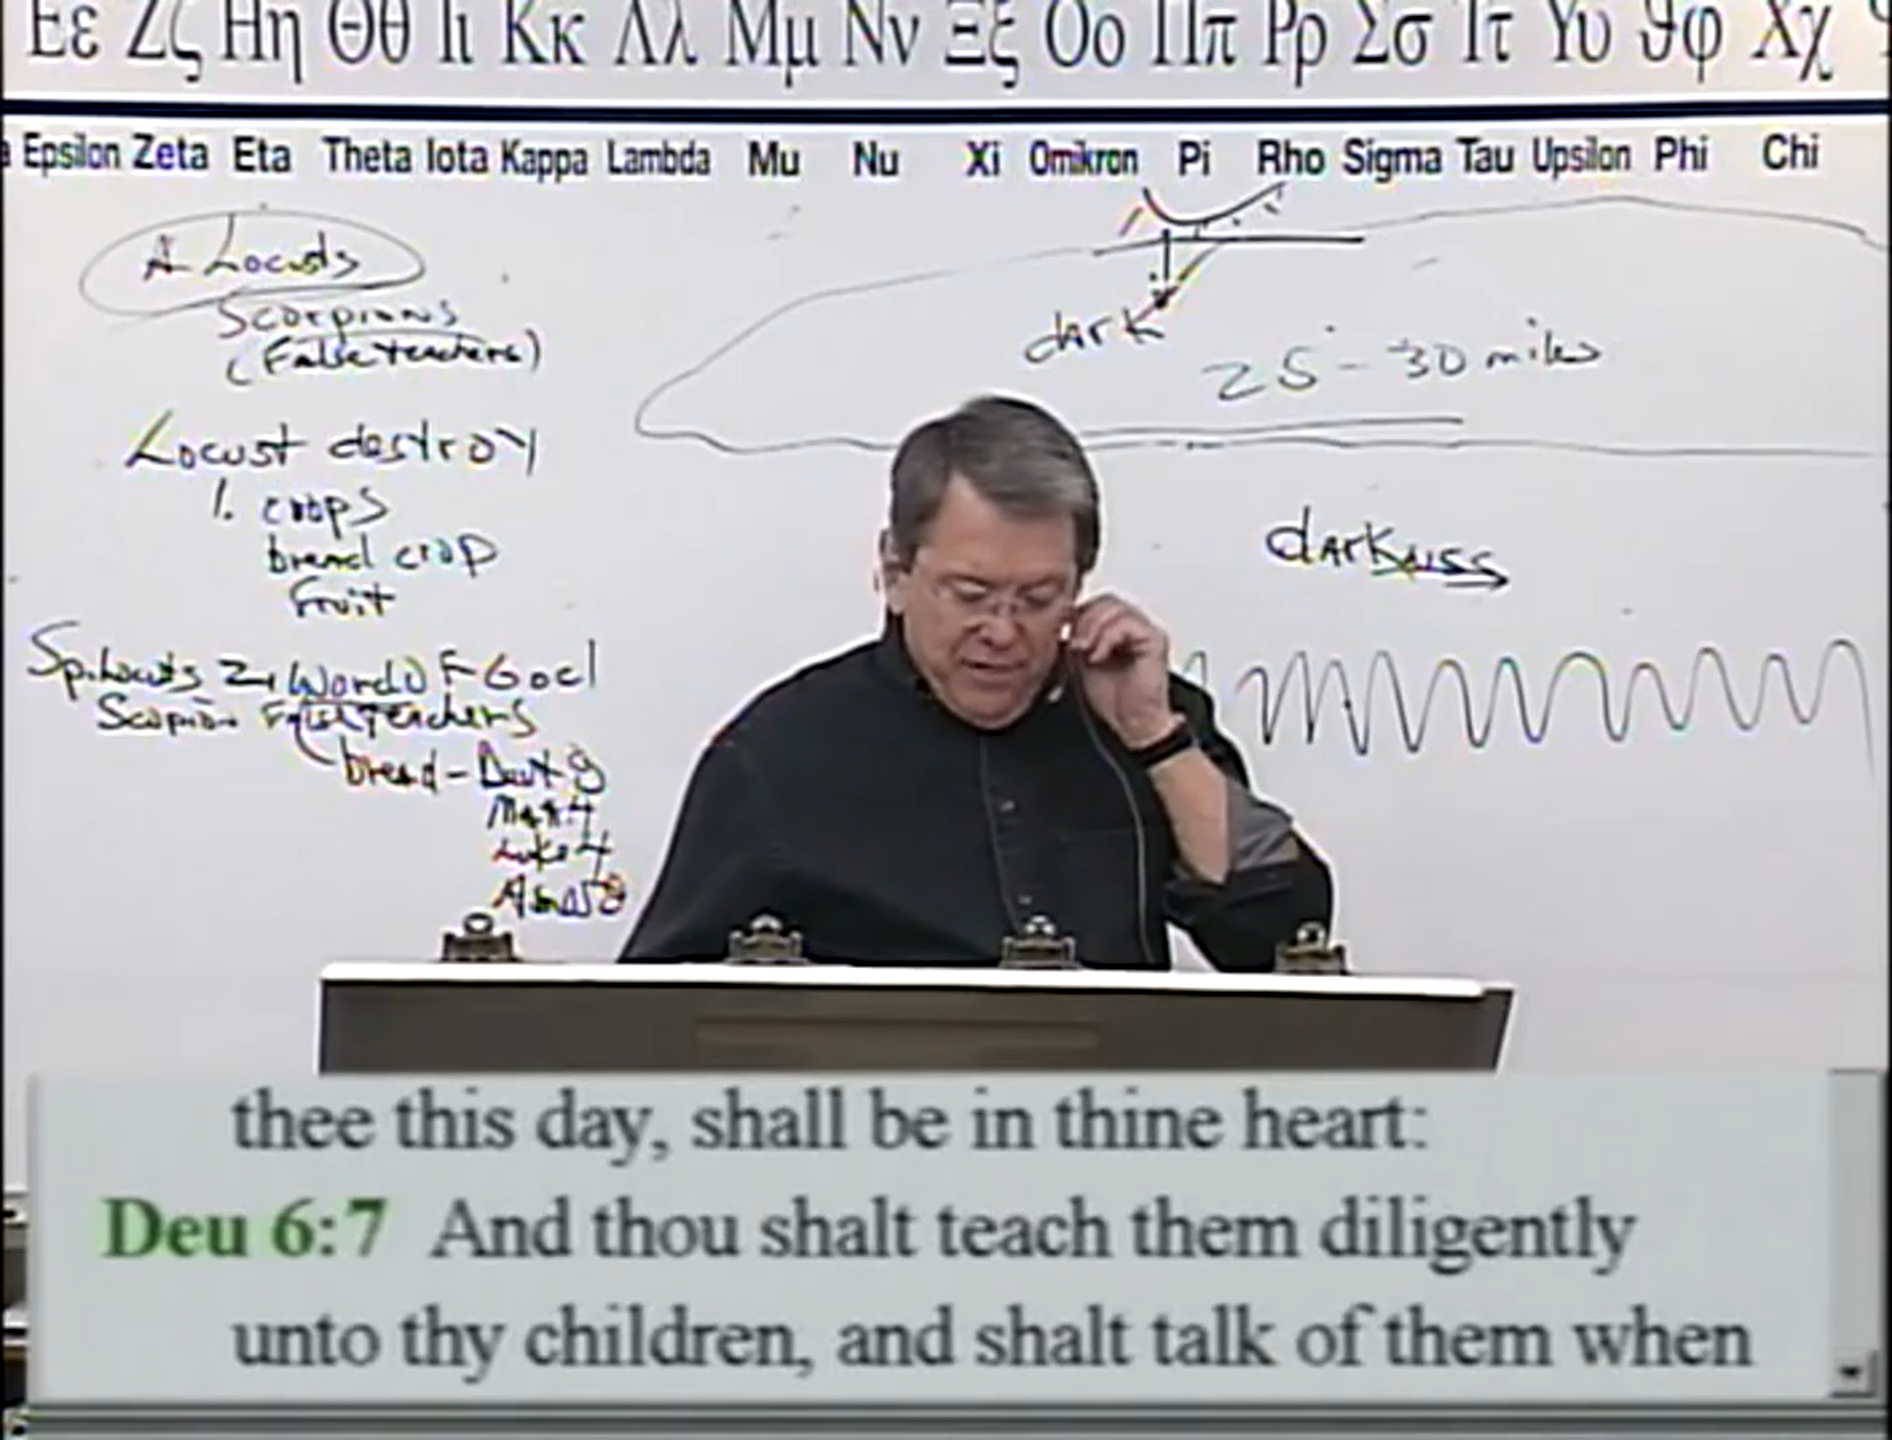 Εε Ζζ Ηη Θθ Ιι Κκ Λλ Μμ Νν Ξξ Οο Ππ Ρρ Σσ Ττ Υυ ϑφ Χχ
Epsilon Zeta Eta Theta Iota Kappa Lambda Mu Nu Xi Omikron Pi Rho Sigma Tau Upsilon Phi Chi
A Locusts
Scorpions
(False teachers)
Locust destroy
1. crops
bread crop
fruit
Word OF God
False Teachers
bread - Deut 8
Matt 4
Luke 4
Amos 8
dark
25 - 30 miles
darkness
thee this day, shall be in thine heart:
Deu 6:7 And thou shalt teach them diligently
unto thy children, and shalt talk of them when